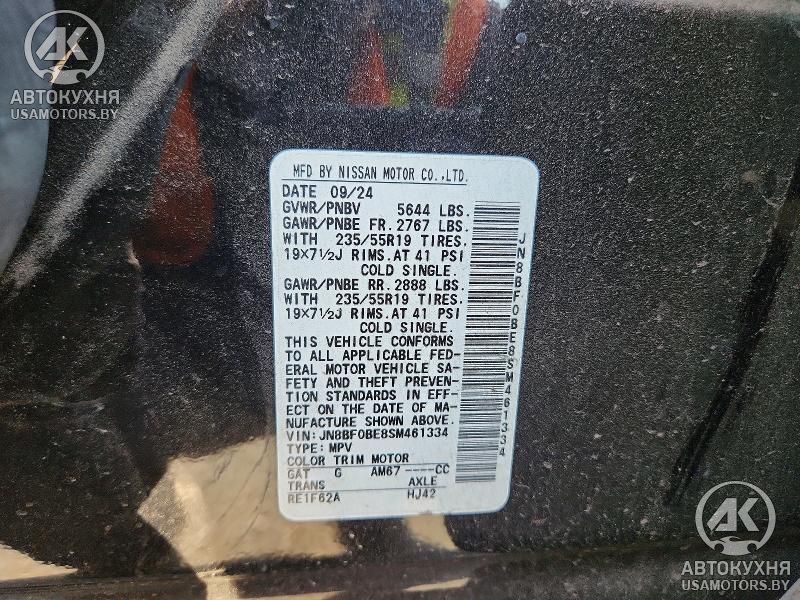 AK
АВТОКУХНЯ
USAMOTORS.BY
MFD BY NISSAN MOTOR CO.,LTD.
DATE 09/24
GVWR/PNBV 5644 LBS.
GAWR/PNBE FR. 2767 LBS.
WITH 235/55R19 TIRES.
19X7½J RIMS.AT 41 PSI
COLD SINGLE.
GAWR/PNBE RR. 2888 LBS.
WITH 235/55R19 TIRES.
19X7½J RIMS.AT 41 PSI
COLD SINGLE.
THIS VEHICLE CONFORMS
TO ALL APPLICABLE FED-
ERAL MOTOR VEHICLE SA-
FETY AND THEFT PREVEN-
TION STANDARDS IN EFF-
ECT ON THE DATE OF MA-
NUFACTURE SHOWN ABOVE.
VIN:JN8BF0BE8SM461334
TYPE:MPV
COLOR TRIM MOTOR
GAT G AM67 ----CC
TRANS AXLE
RE1F62A HJ42
JN8BF0BE8SM461334
AK
АВТОКУХНЯ
USAMOTORS.BY